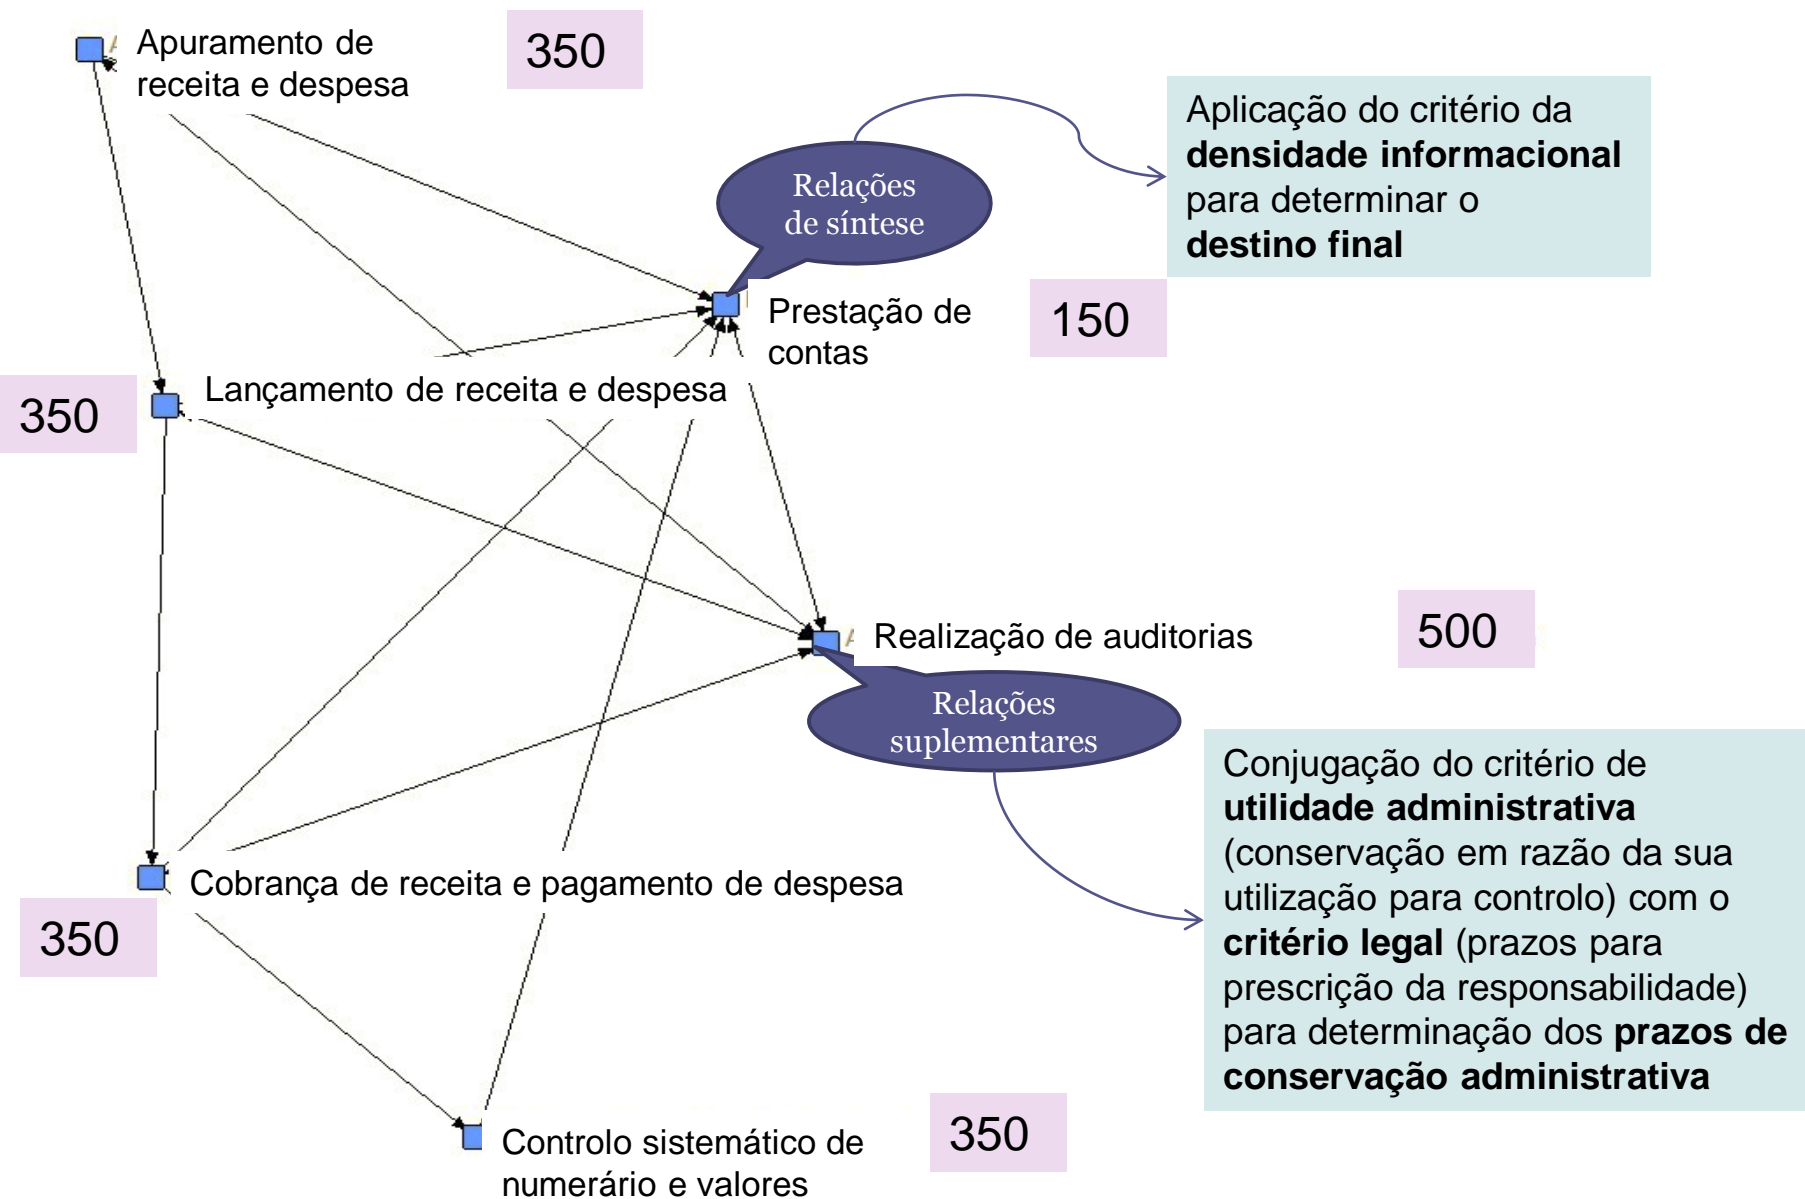 Apuramento de
receita e despesa
350
Aplicação do critério da
densidade informacional
para determinar o
destino final
Relações
de síntese
Prestação de
contas
150
Lançamento de receita e despesa
350
Realização de auditorias
500
Relações
suplementares
Conjugação do critério de
utilidade administrativa
(conservação em razão da sua
utilização para controlo) com o
critério legal (prazos para
prescrição da responsabilidade)
para determinação dos prazos de
conservação administrativa
Cobrança de receita e pagamento de despesa
350
Controlo sistemático de
numerário e valores
350